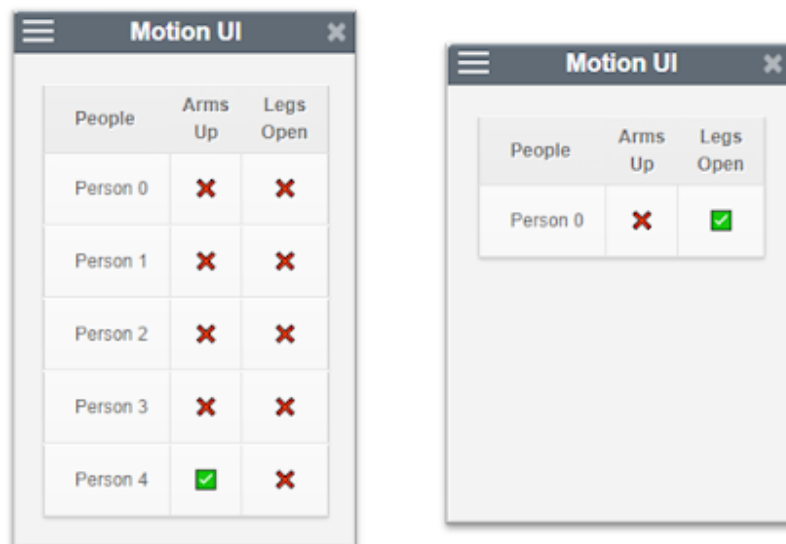 Motion UI
People Arms Up Legs Open
Person 0
Person 1
Person 2
Person 3
Person 4
Motion UI
People Arms Up Legs Open
Person 0